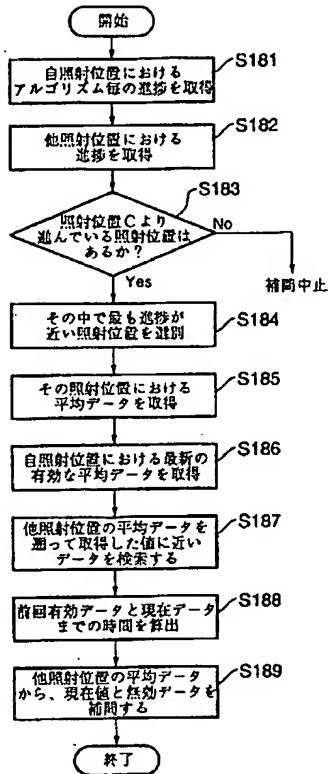 開始
自照射位置における
アルゴリズム毎の進捗を取得
S181
他照射位置における
進捗を取得
S182
照射位置Cより
進んでいる照射位置は
あるか?
S183
No
補間中止
Yes
その中で最も進捗が
近い照射位置を選別
S184
その照射位置における
平均データを取得
S185
自照射位置における最新の
有効な平均データを取得
S186
他照射位置の平均データを
遡って取得した値に近い
データを検索する
S187
前回有効データと現在データ
までの時間を算出
S188
他照射位置の平均データ
から、現在値と無効データを
補間する
S189
終了